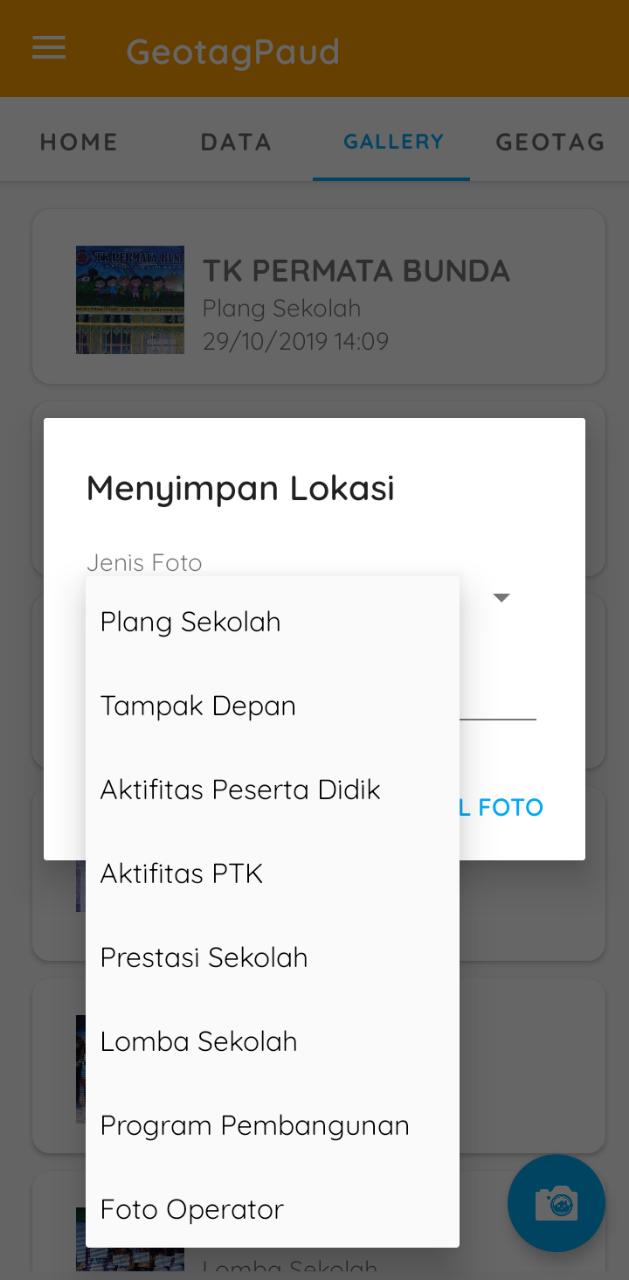 GeotagPaud
HOME DATA GALLERY GEOTAG
TK PERMATA BUNDA
Plang Sekolah
29/10/2019 14:09
Menyimpan Lokasi
Jenis Foto
Plang Sekolah
Tampak Depan
Aktifitas Peserta Didik
L FOTO
Aktifitas PTK
Prestasi Sekolah
Lomba Sekolah
Program Pembangunan
Foto Operator
Lomba Sekolah